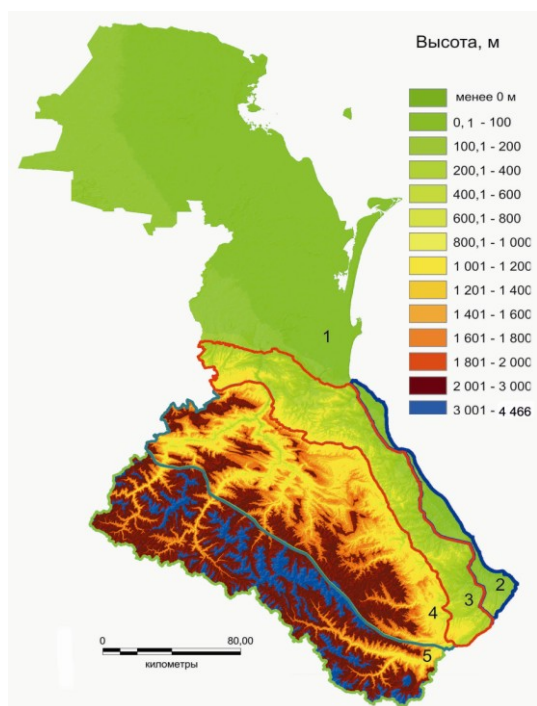 Высота, м
менее 0 м
0, 1 - 100
100,1 - 200
200,1 - 400
400,1 - 600
600,1 - 800
800,1 - 1 000
1 001 - 1 200
1 201 - 1 400
1 401 - 1 600
1 601 - 1 800
1 801 - 2 000
2 001 - 3 000
3 001 - 4 466
1
2
3
4
5
0 80,00
километры